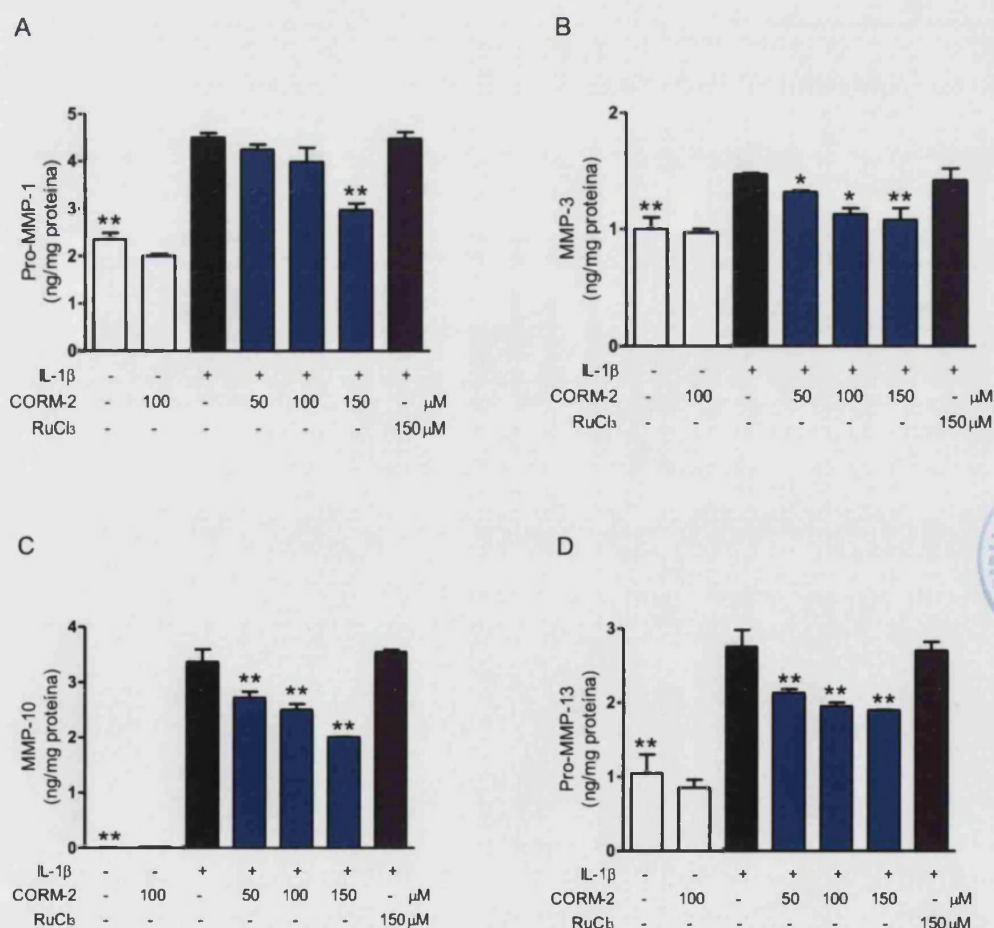 A
Pro-MMP-1
(ng/mg proteína)
5
4
3
2
1
0
**
**
IL-1β - - + + + + +
CORM-2 - 100 - 50 100 150 - μM
RuCl₃ - - - - - - 150 μM
B
MMP-3
(ng/mg proteína)
2
1
0
**
*
*
**
IL-1β - - + + + + +
CORM-2 - 100 - 50 100 150 - μM
RuCl₃ - - - - - - 150 μM
C
MMP-10
(ng/mg proteína)
4
3
2
1
0
**
**
**
**
IL-1β - - + + + + +
CORM-2 - 100 - 50 100 150 - μM
RuCl₃ - - - - - - 150 μM
D
Pro-MMP-13
(ng/mg proteína)
3
2
1
0
**
**
**
**
IL-1β - - + + + + +
CORM-2 - 100 - 50 100 150 - μM
RuCl₃ - - - - - - 150 μM